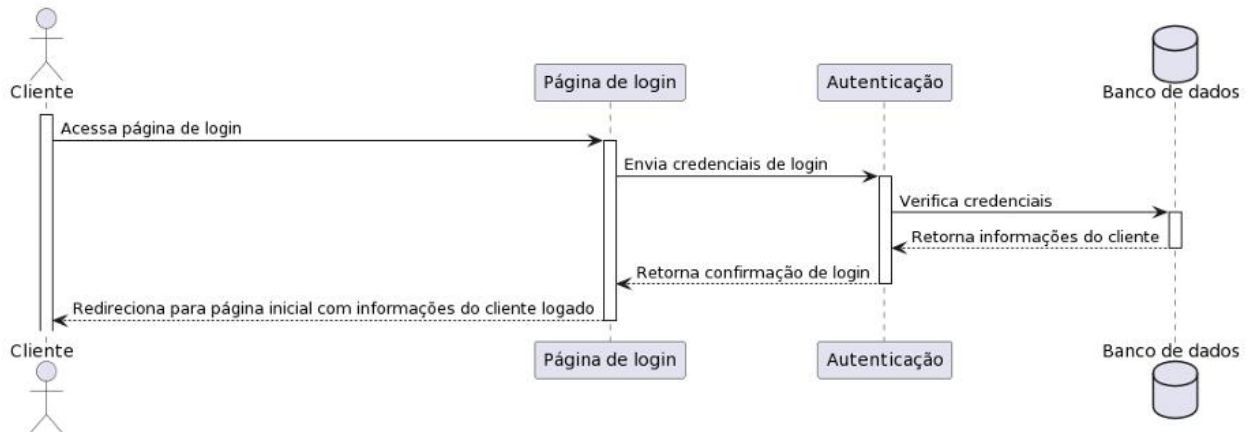 Cliente
Página de login
Autenticação
Banco de dados
Acessa página de login
Envia credenciais de login
Verifica credenciais
Retorna informações do cliente
Retorna confirmação de login
Redireciona para página inicial com informações do cliente logado
Cliente
Página de login
Autenticação
Banco de dados